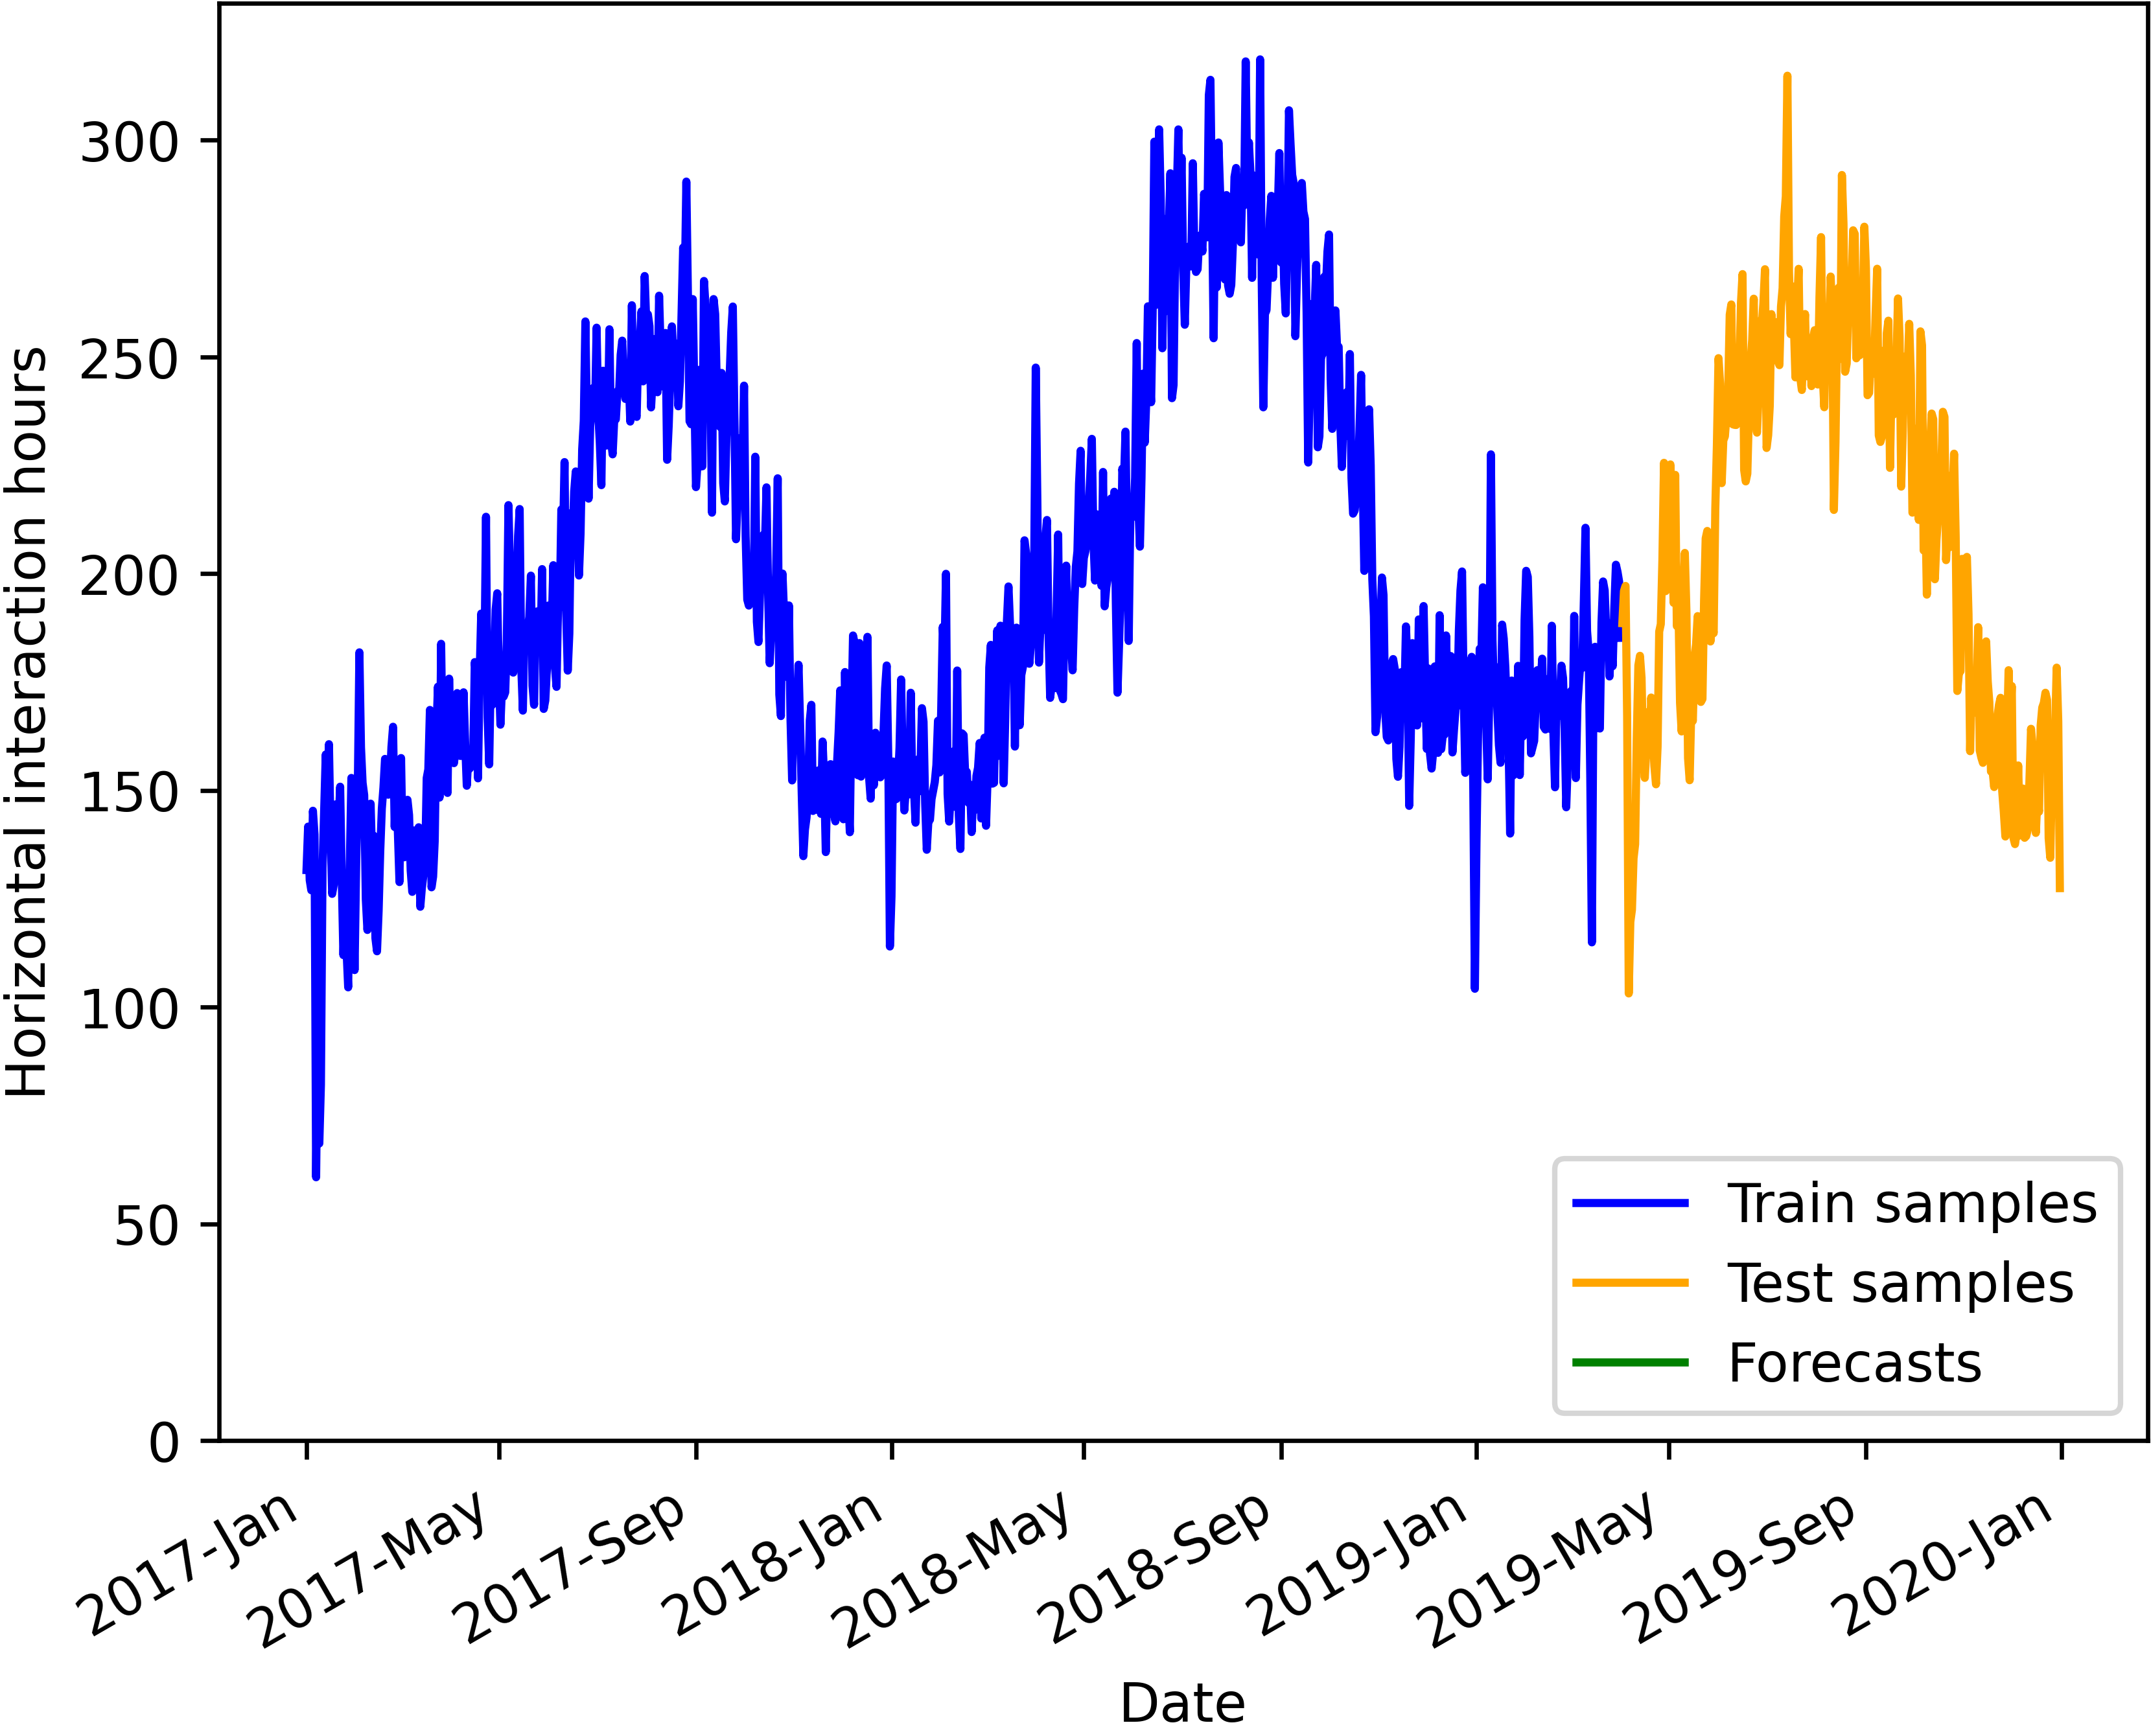 Horizontal interaction hours
300
250
200
150
100
50
0
Train samples
Test samples
Forecasts
2017-Jan
2017-May
2017-Sep
2018-Jan
2018-May
2018-Sep
2019-Jan
2019-May
2019-Sep
2020-Jan
Date